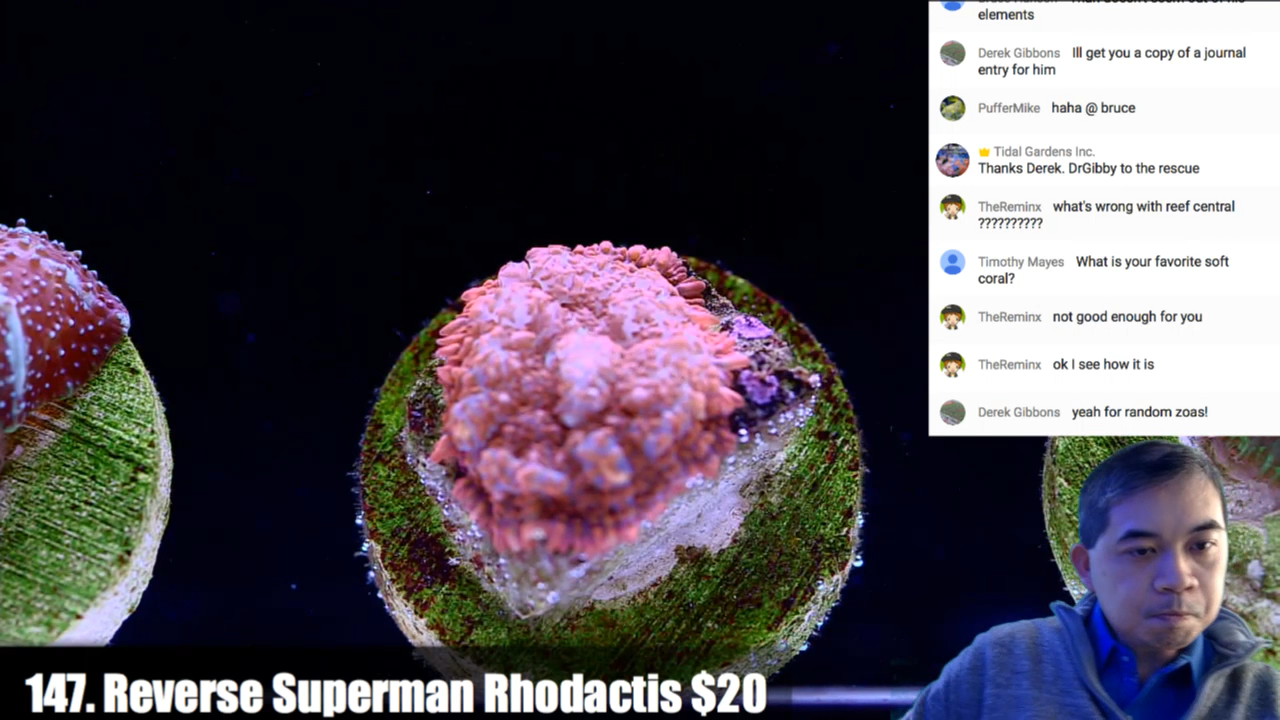 elements
Derek Gibbons Ill get you a copy of a journal
entry for him
PufferMike haha @ bruce
Tidal Gardens Inc.
Thanks Derek. DrGibby to the rescue
TheReminx what's wrong with reef central
??????????
Timothy Mayes What is your favorite soft
coral?
TheReminx not good enough for you
TheReminx ok I see how it is
Derek Gibbons yeah for random zoas!
147. Reverse Superman Rhodactis $20